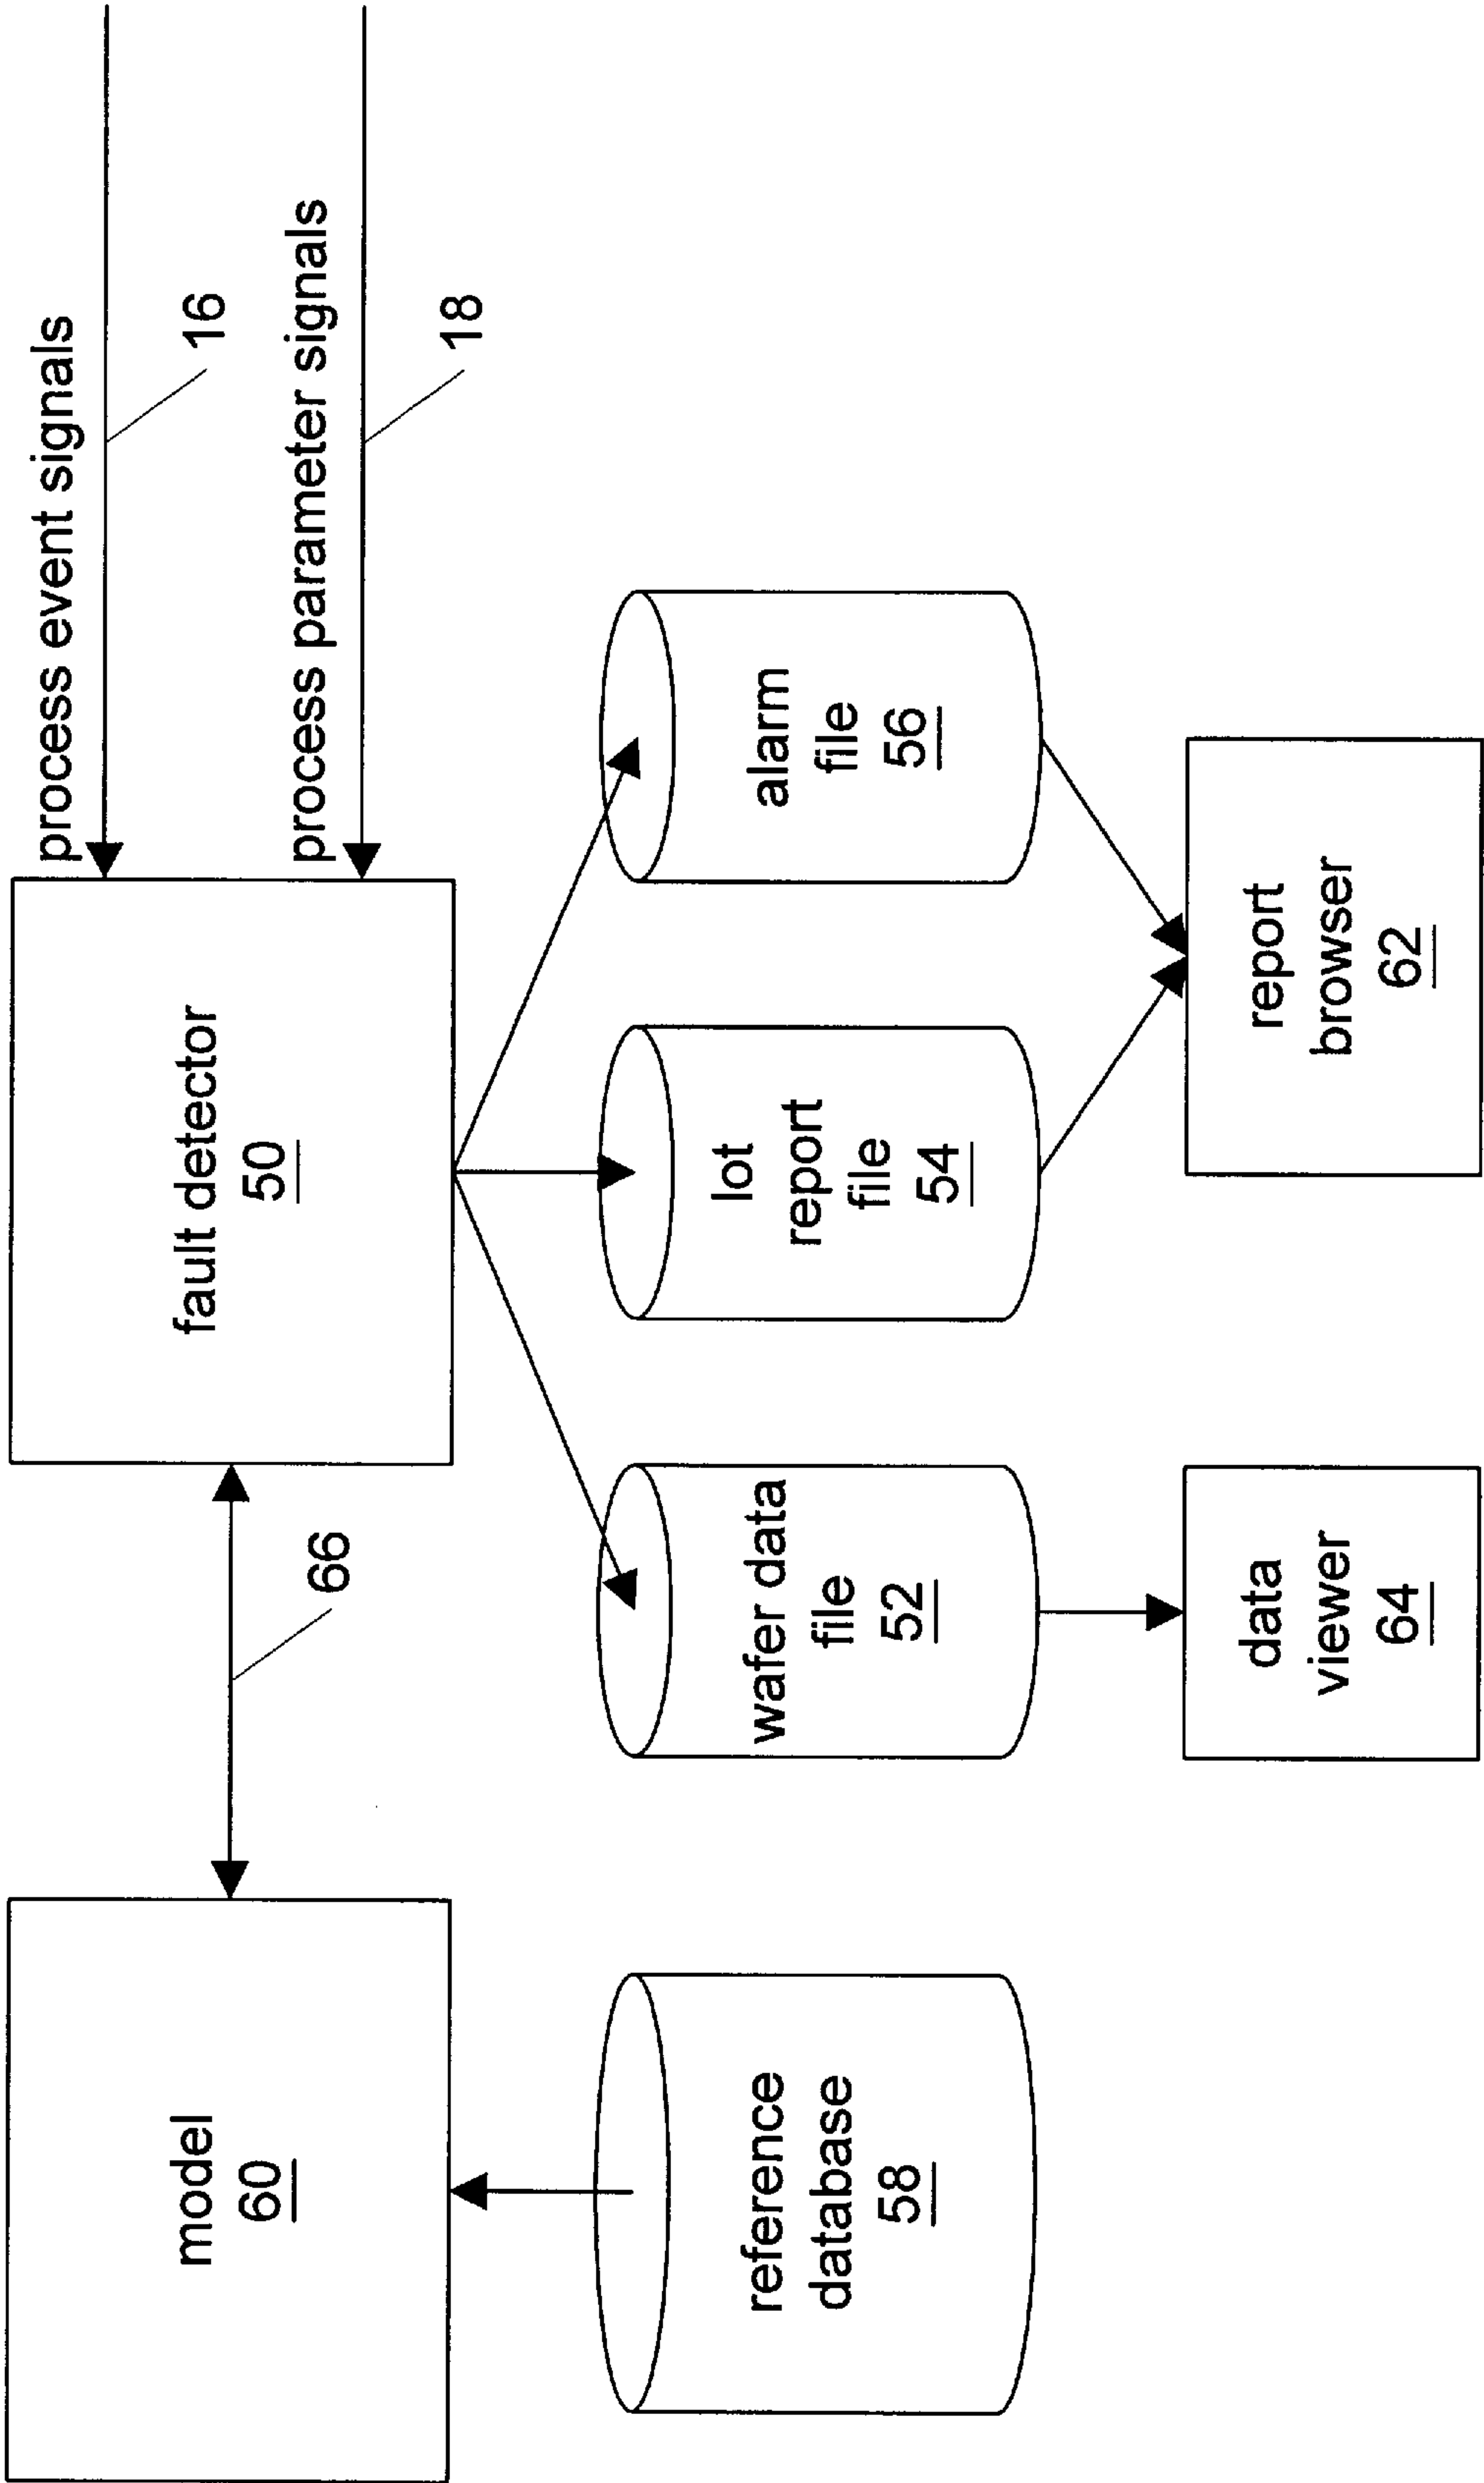 process event signals
16
process parameter signals
18
model
60
66
fault detector
50
reference
database
58
wafer data
file
52
lot
report
file
54
alarm
file
56
data
viewer
64
report
browser
62